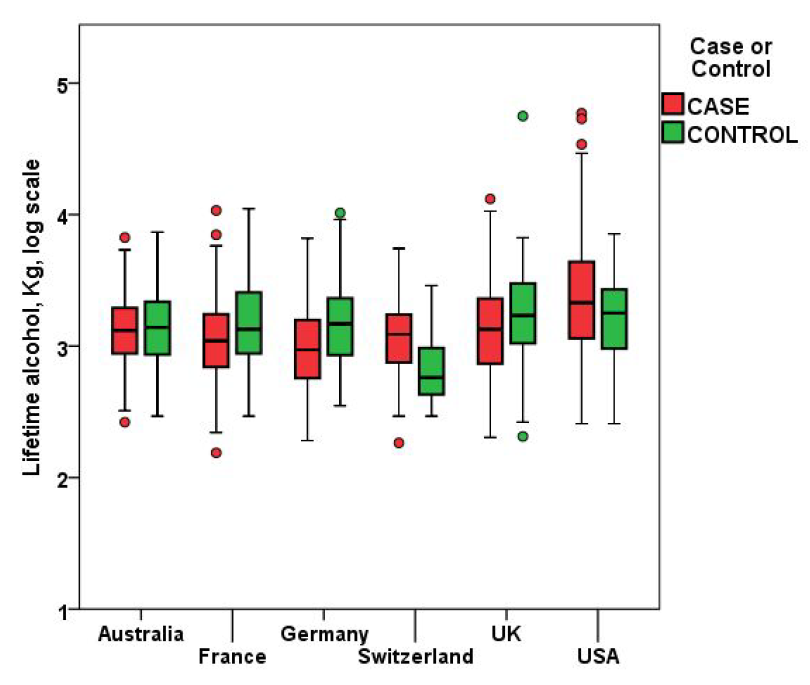 Case or
Control
CASE
CONTROL
Lifetime alcohol, Kg, log scale
5
4
3
2
1
Australia
France
Germany
Switzerland
UK
USA